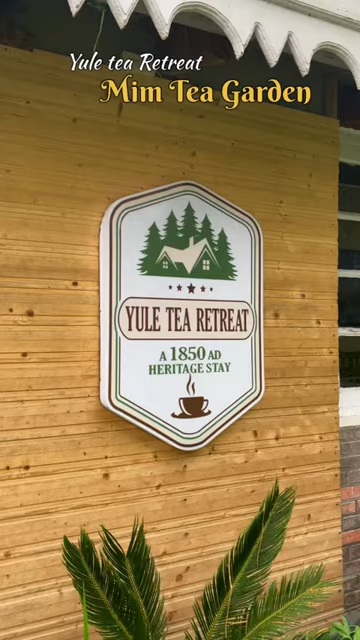 Yule tea Retreat
Mim Tea Garden
YULE TEA RETREAT
A 1850 AD
HERITAGE STAY